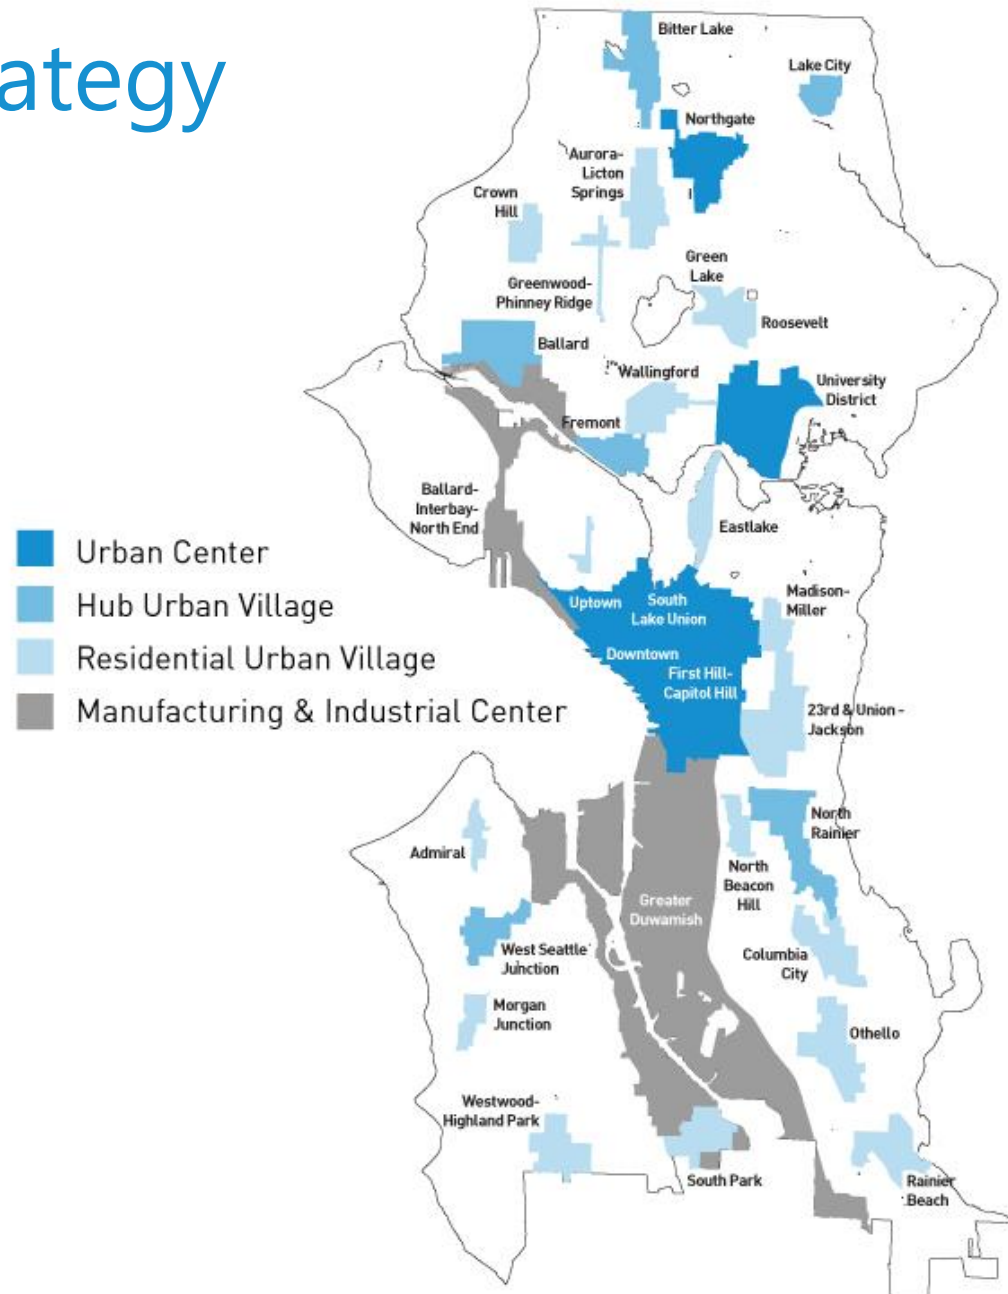 ategy
Bitter Lake
Lake City
Northgate
Aurora-
Licton
Springs
Crown
Hill
Greenwood-
Phinney Ridge
Green
Lake
Roosevelt
Ballard
Wallingford
University
District
Fremont
Ballard-
Interbay-
North End
Eastlake
Urban Center
Hub Urban Village
Residential Urban Village
Manufacturing & Industrial Center
Uptown
South
Lake Union
Madison-
Miller
Downtown
First Hill-
Capitol Hill
23rd & Union -
Jackson
North
Rainier
Admiral
North
Beacon
Hill
Greater
Duwamish
West Seattle
Junction
Columbia
City
Morgan
Junction
Othello
Westwood-
Highland Park
South Park
Rainier
Beach